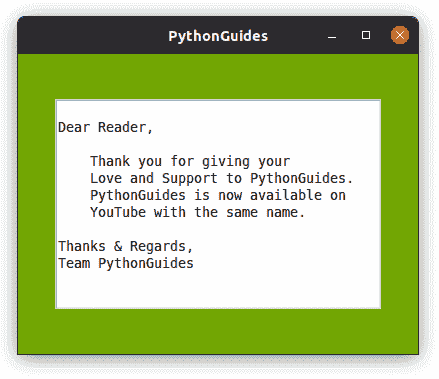 PythonGuides
Dear Reader,
Thank you for giving your
Love and Support to PythonGuides.
PythonGuides is now available on
YouTube with the same name.
Thanks & Regards,
Team PythonGuides